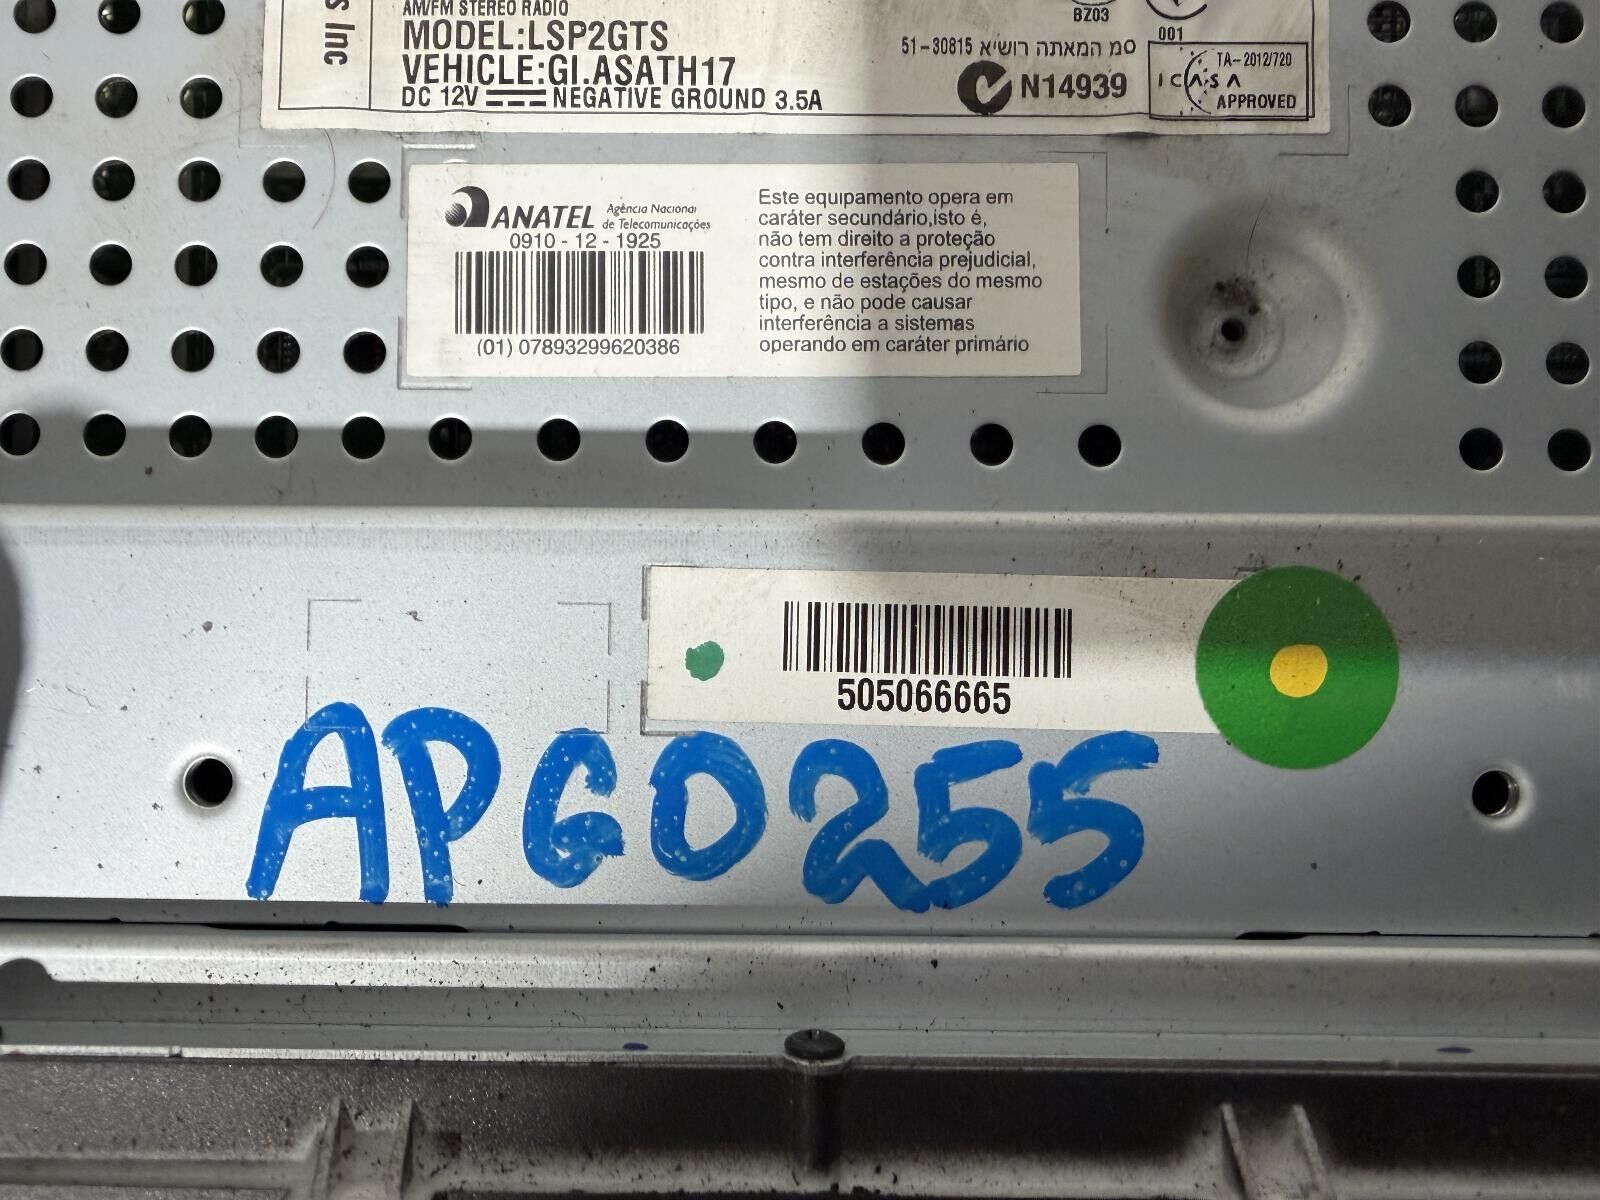 s Inc
AM/FM STEREO RADIO
MODEL:LSP2GTS
VEHICLE:GI.ASATH17
DC 12V NEGATIVE GROUND 3.5A
BZ03
001
51-30815 סמ המאתה רושיא
N14939
TA-2012/720
ICASA
APPROVED
ANATEL
Agência Nacional
de Telecomunicações
0910 - 12 - 1925
(01) 07893299620386
Este equipamento opera em
caráter secundário,isto é,
não tem direito a proteção
contra interferência prejudicial,
mesmo de estações do mesmo
tipo, e não pode causar
interferência a sistemas
operando em caráter primário
505066665
APG0255